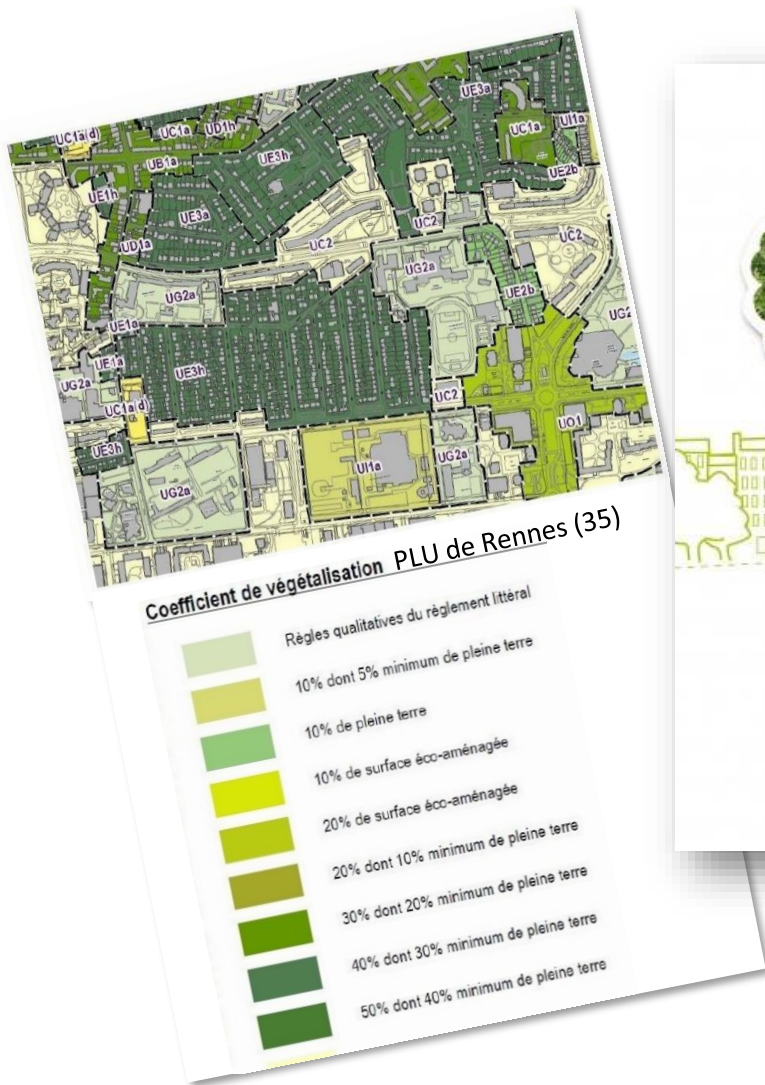 UE3a
UC1a(d)
UC1a
UD1h
UC1a
UI1a
UB1a
UE3h
UE2b
UE1h
UE3a
UC2
UD1a
UC2
UC2
UG2a
UG2a
UE2b
UG2
UE1a
UE1a
UE3h
UG2a
UC1a(d)
UC2
UO1
UE3h
UI1a
UG2a
UG2a
PLU de Rennes (35)
Coefficient de végétalisation
Règles qualitatives du règlement littéral
10% dont 5% minimum de pleine terre
10% de pleine terre
10% de surface éco-aménagée
20% de surface éco-aménagée
20% dont 10% minimum de pleine terre
30% dont 20% minimum de pleine terre
40% dont 30% minimum de pleine terre
50% dont 40% minimum de pleine terre